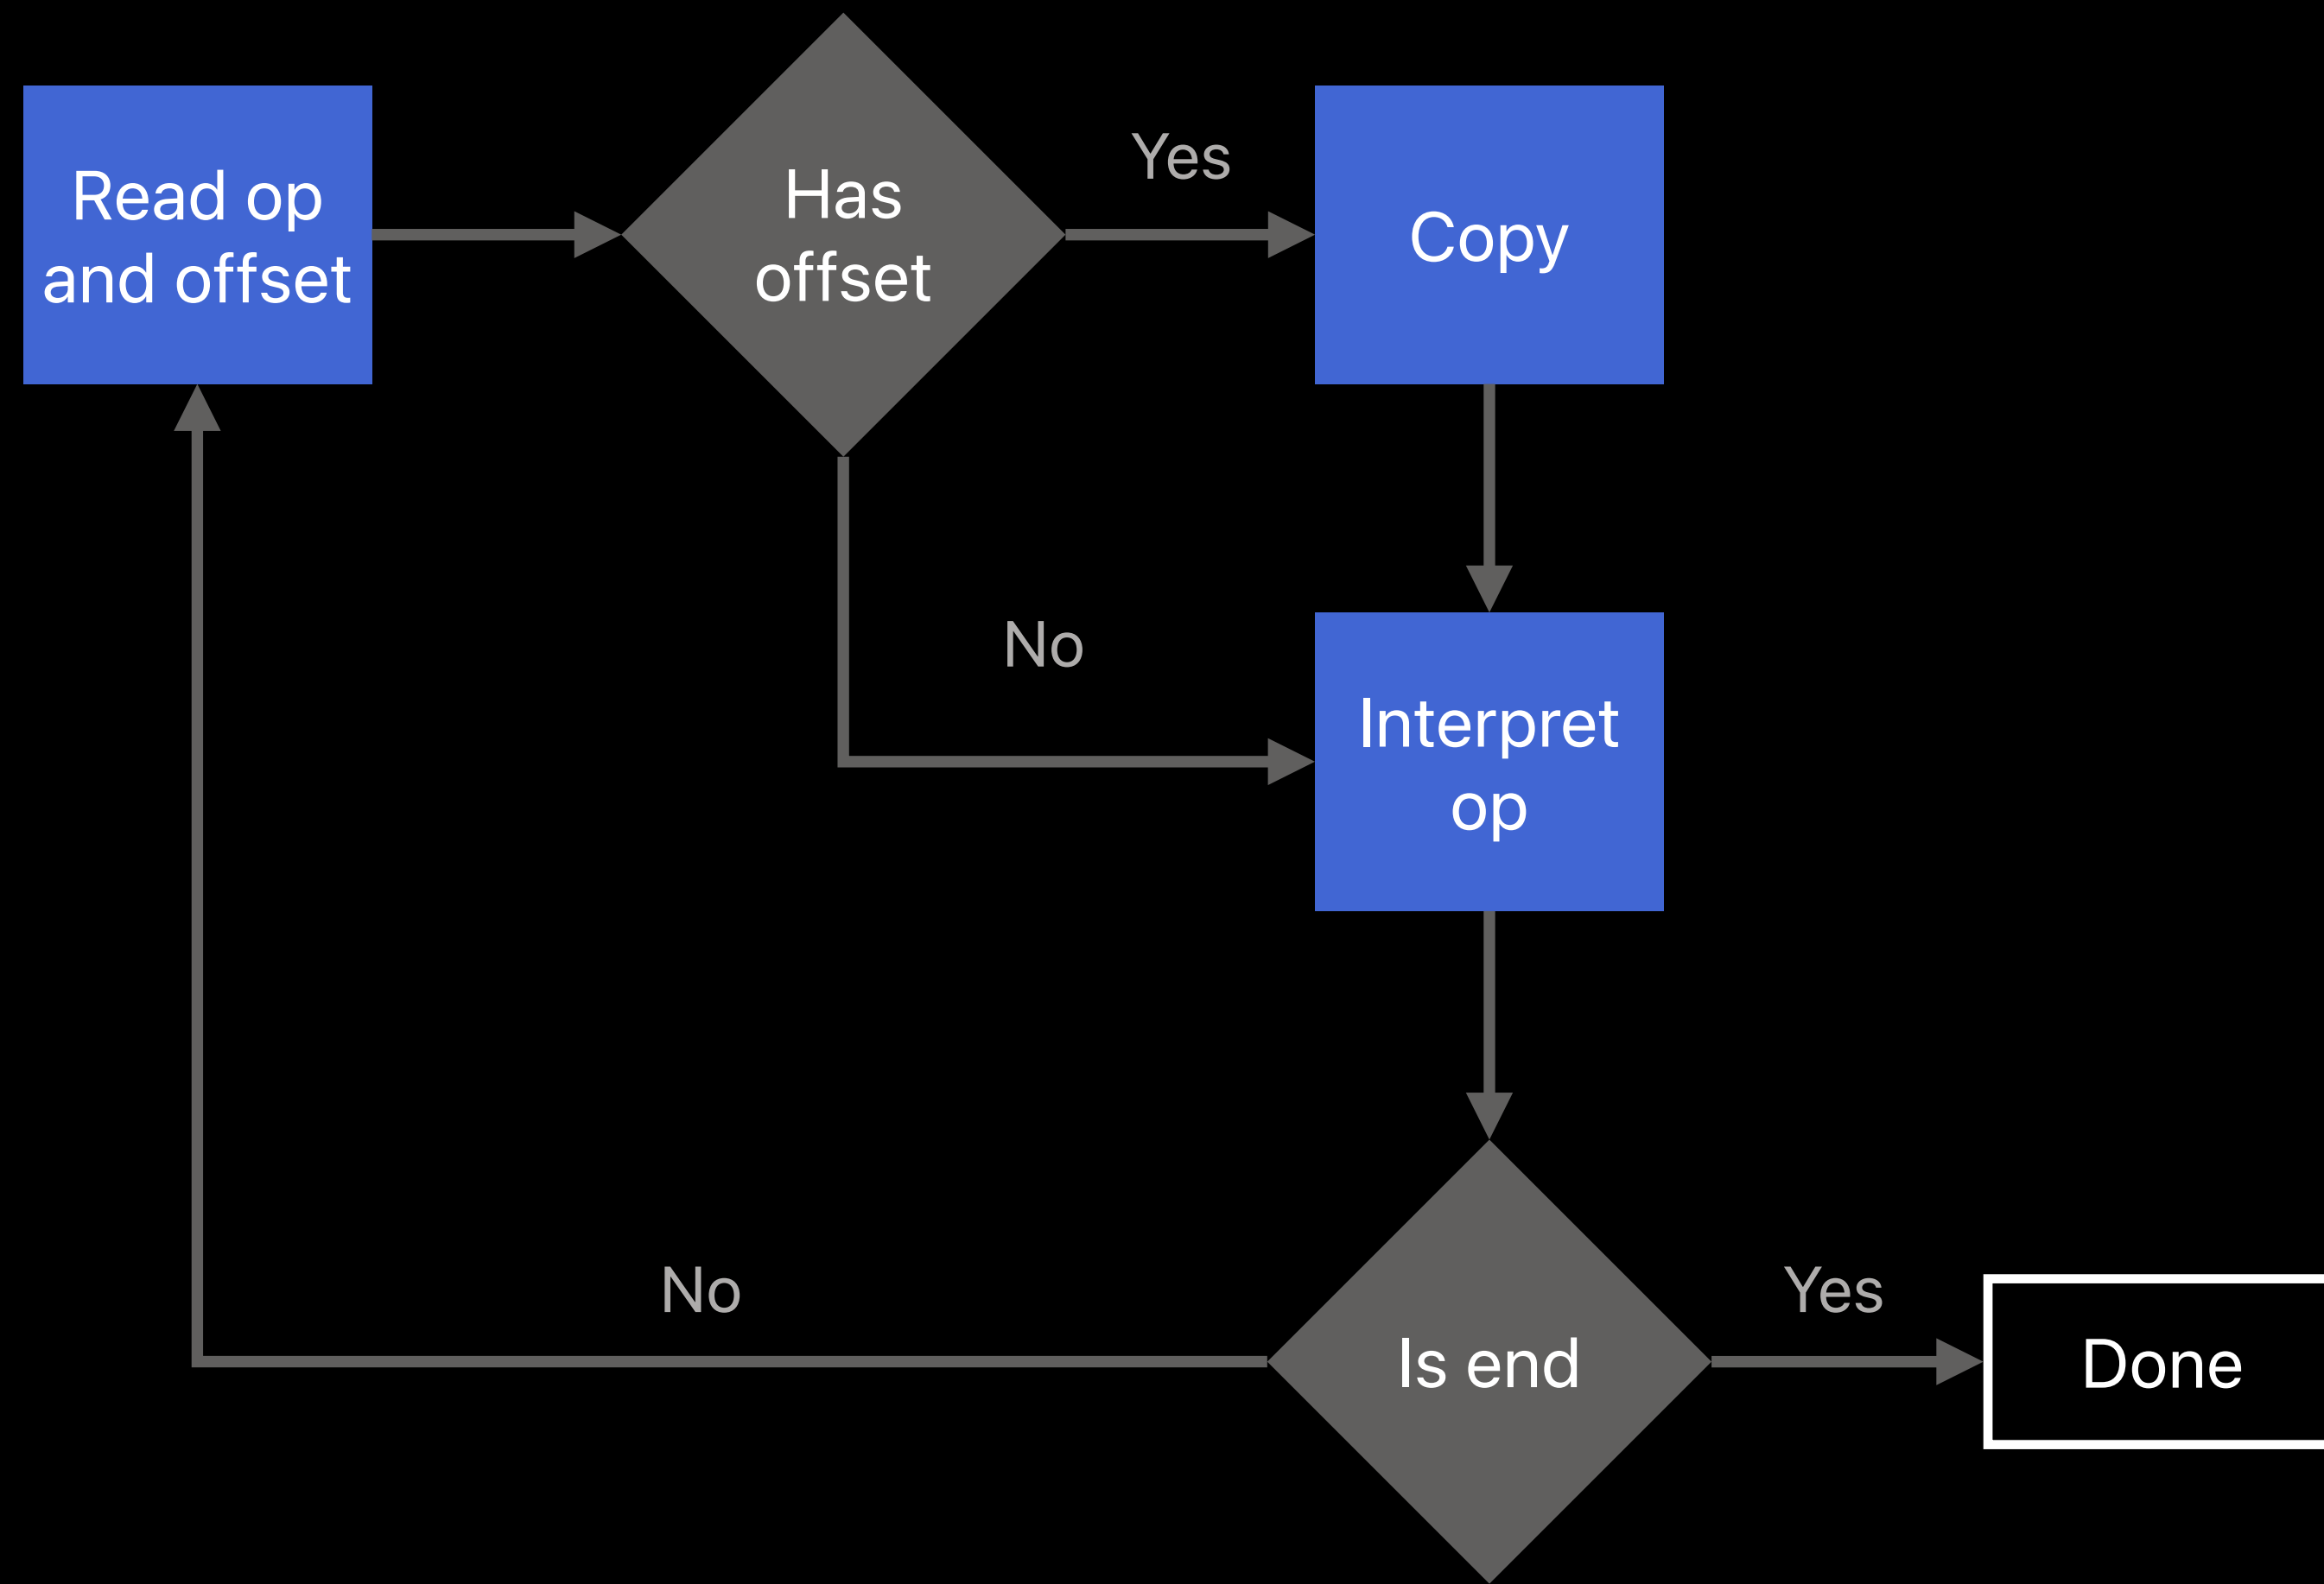 Read op
and offset
Has
offset
Yes
Copy
No
Interpret
op
No
Is end
Yes
Done